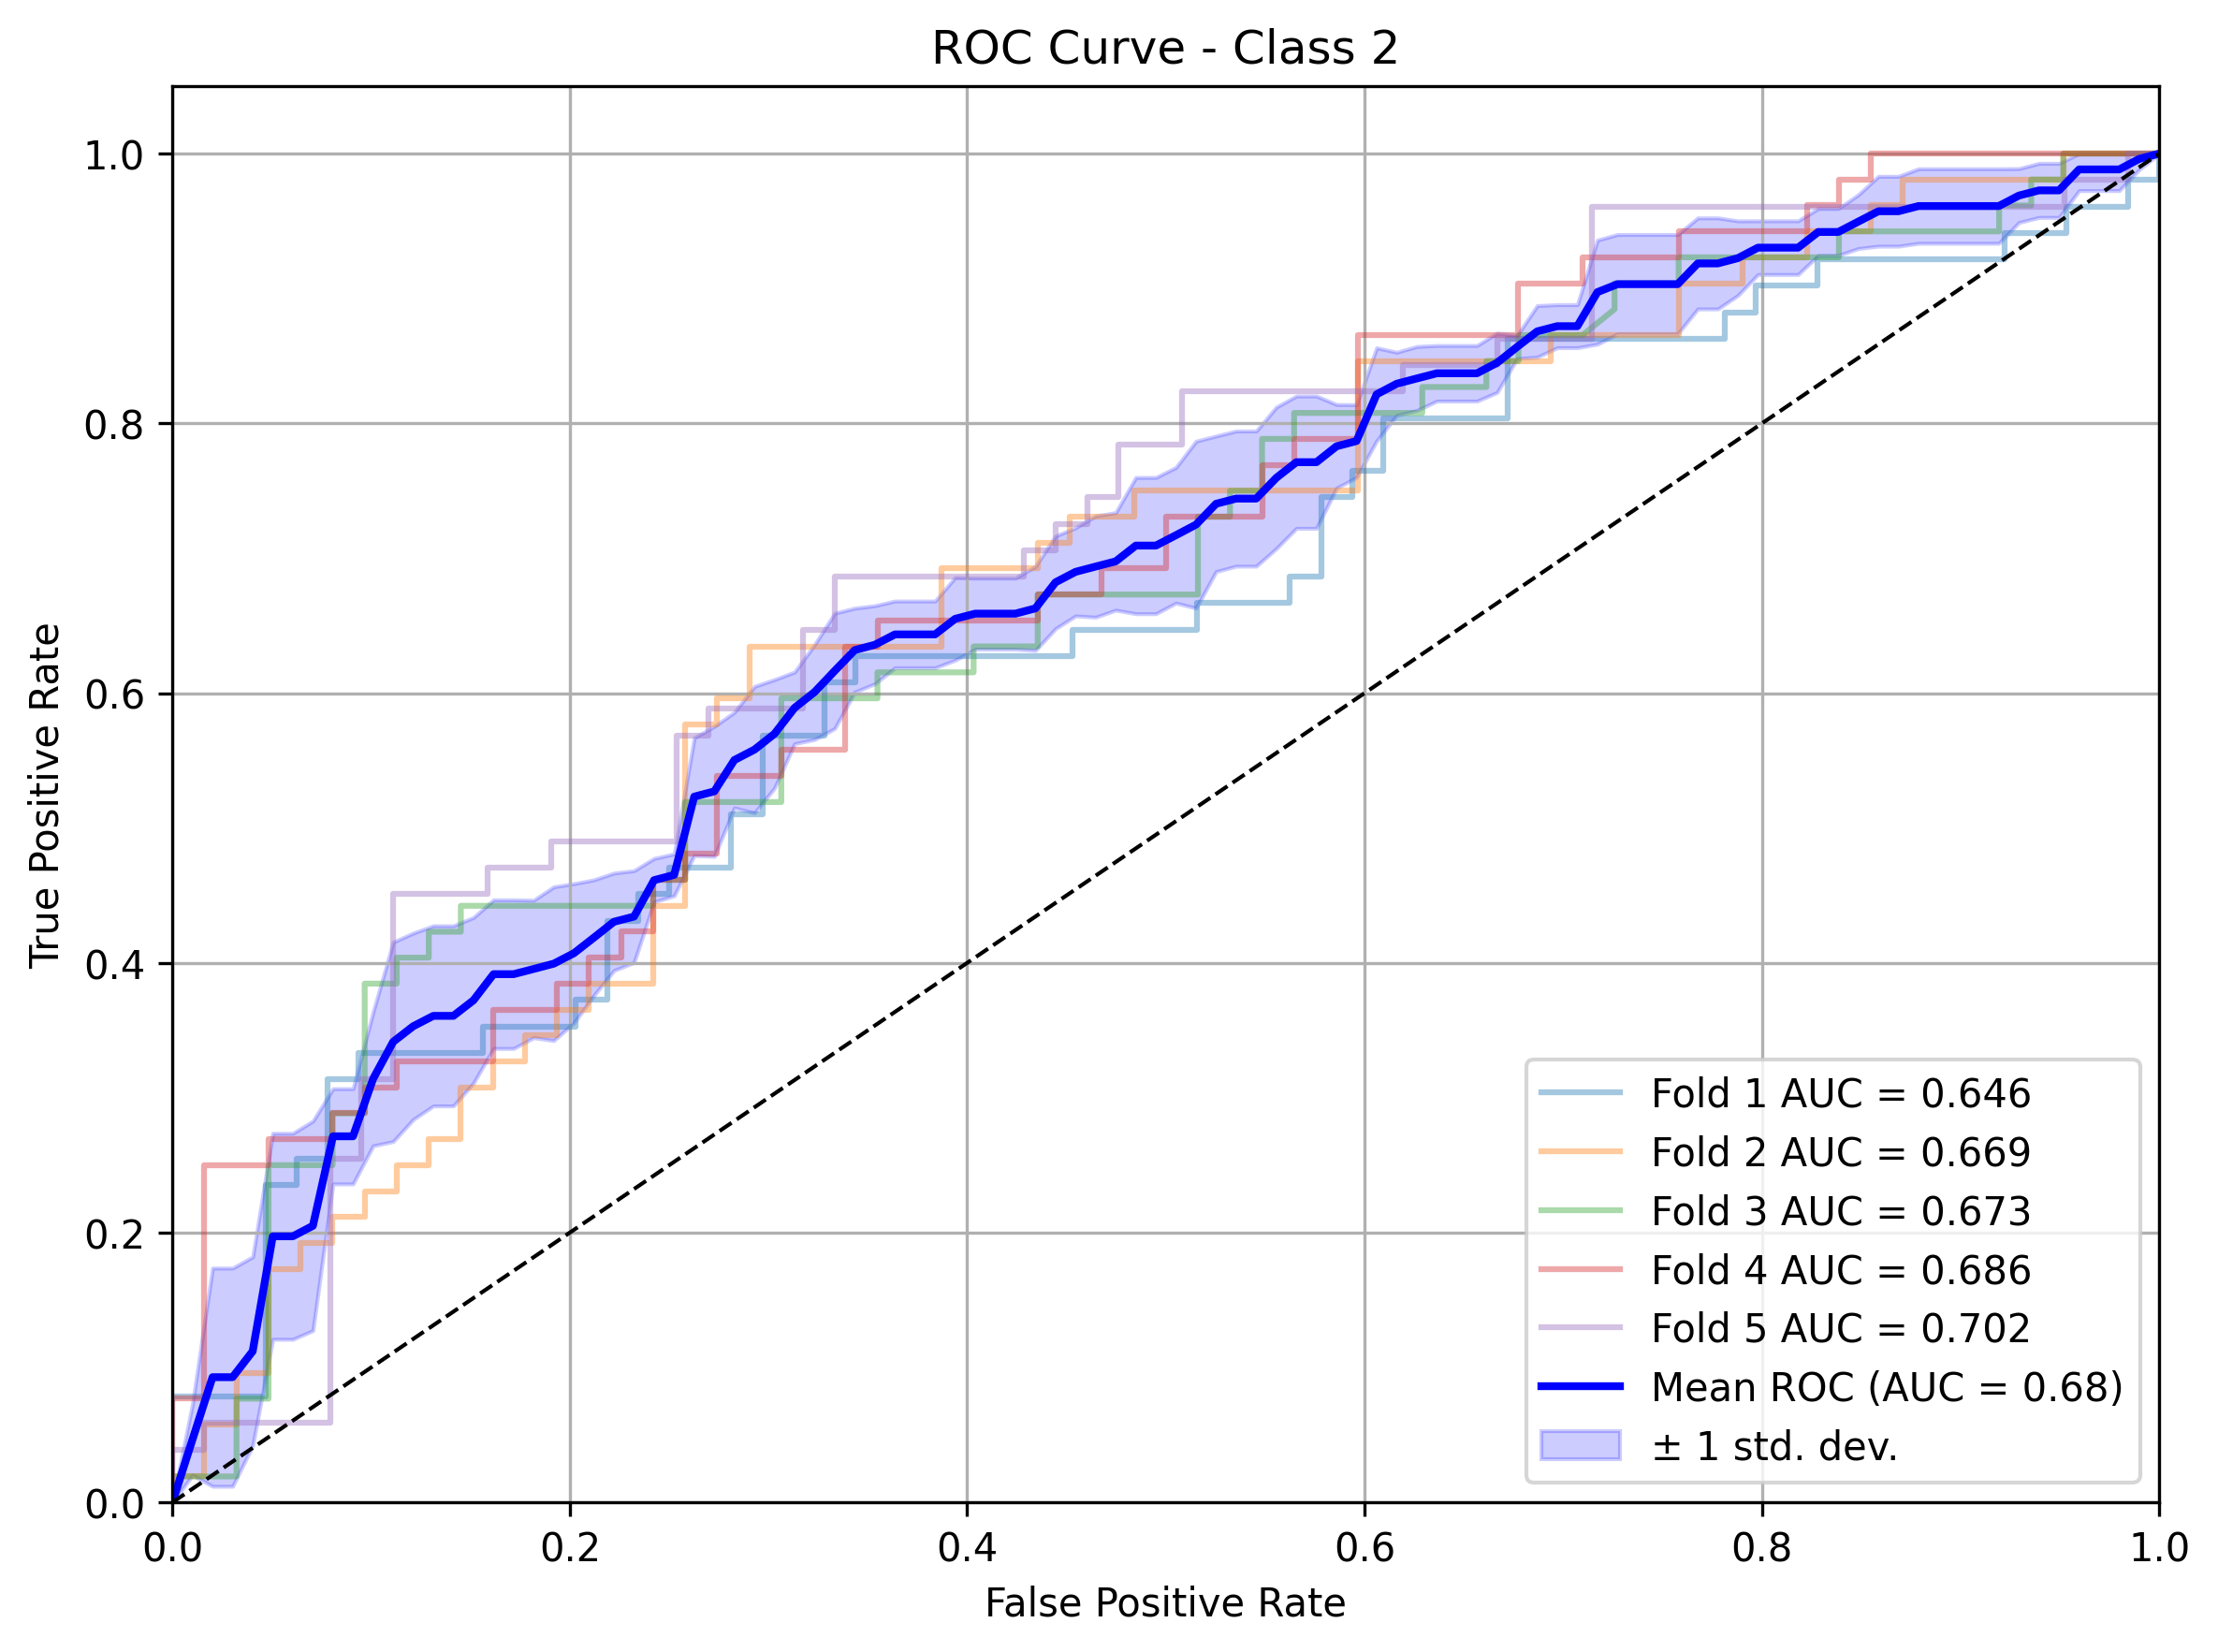 ROC Curve - Class 2
True Positive Rate
1.0
0.8
0.6
0.4
0.2
0.0
0.0 0.2 0.4 0.6 0.8 1.0
False Positive Rate
Fold 1 AUC = 0.646
Fold 2 AUC = 0.669
Fold 3 AUC = 0.673
Fold 4 AUC = 0.686
Fold 5 AUC = 0.702
Mean ROC (AUC = 0.68)
± 1 std. dev.